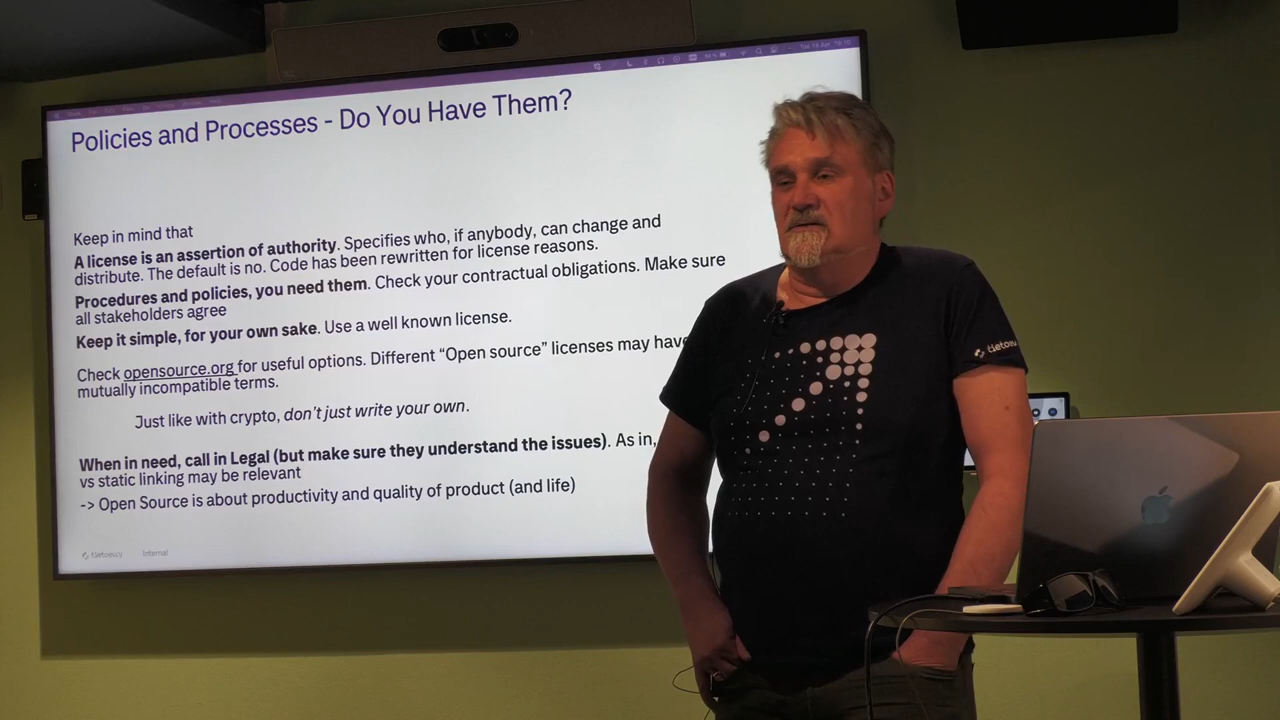 Policies and Processes - Do You Have Them?
Keep in mind that
A license is an assertion of authority. Specifies who, if anybody, can change and
distribute. The default is no. Code has been rewritten for license reasons.
Procedures and policies, you need them. Check your contractual obligations. Make sure
all stakeholders agree
Keep it simple, for your own sake. Use a well known license.
Check opensource.org for useful options. Different “Open source” licenses may have
mutually incompatible terms.
Just like with crypto, don't just write your own.
When in need, call in Legal (but make sure they understand the issues). As in,
vs static linking may be relevant
-> Open Source is about productivity and quality of product (and life)
tietoevry Internal